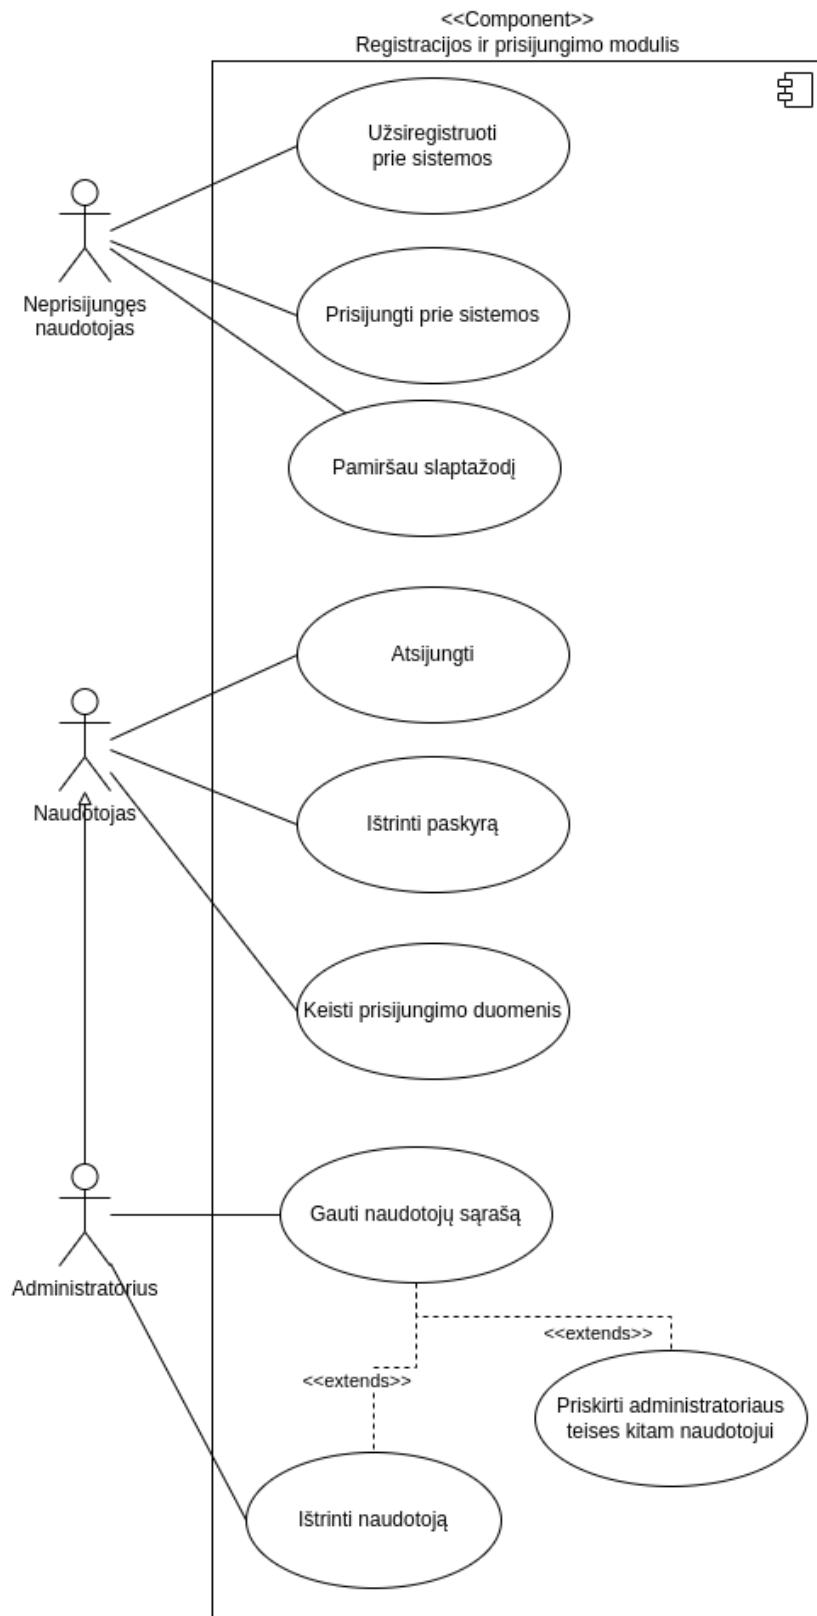 <<Component>>
Registracijos ir prisijungimo modulis
Užsiregistruoti
prie sistemos
Neprisijungęs
naudotojas
Prisijungti prie sistemos
Pamiršau slaptažodį
Atsijungti
Naudotojas
Ištrinti paskyrą
Keisti prisijungimo duomenis
Gauti naudotojų sąrašą
Administratorius
<<extends>>
<<extends>>
Priskirti administratoriaus
teises kitam naudotojui
Ištrinti naudotoją